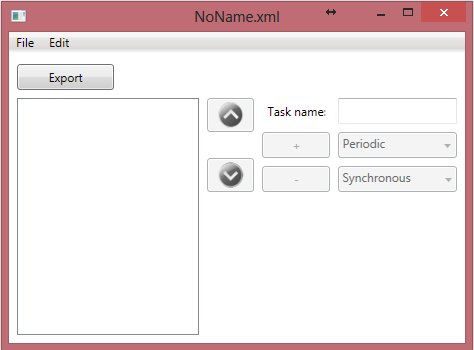 NoName.xml
File Edit
Export
Task name:
+ Periodic
- Synchronous